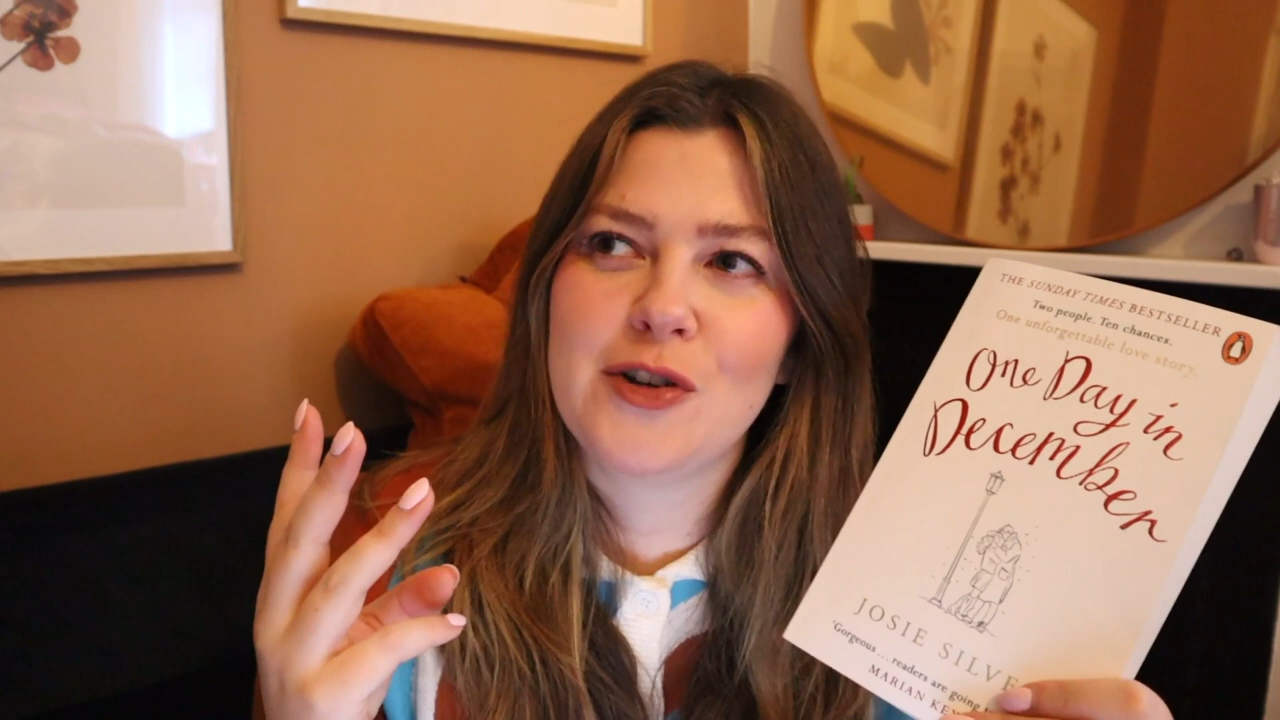 THE SUNDAY TIMES BESTSELLER
Two people. Ten chances.
One unforgettable love story.
One Day in
December
JOSIE SILVE
'Gorgeous... readers are going
MARIAN KE